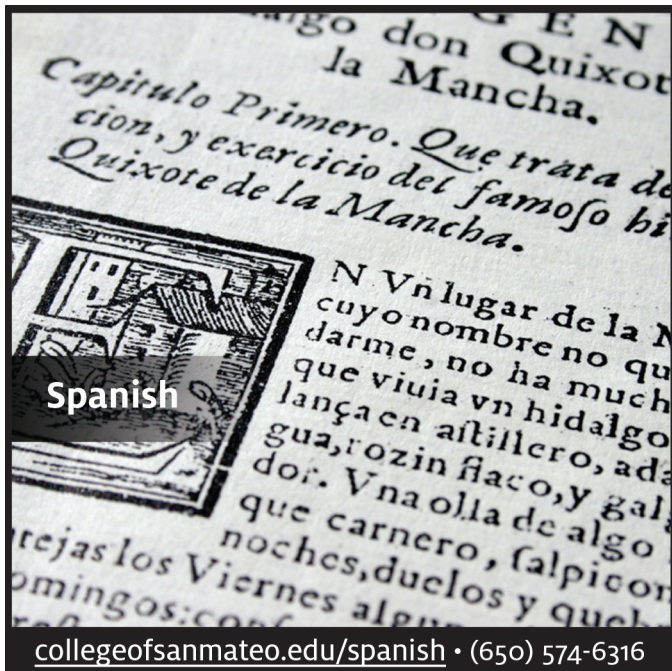 G E N
algo don Quixot
la Mancha.
Capitulo Primero. Que trata d
cion, y exercicio del famoſo hi
Quixote de la Mancha.
N Vn lugar de la M
cuyo nombre no qu
darme, no ha much
que viuia vn hidalgo
lança en aſtillero, ada
gua, rozin flaco, y gal
dor. Vna olla de algo
que carnero, ſalpicon
noches, duelos y queb
ntejas los Viernes algun
omingos: conſ
Spanish
collegeofsanmateo.edu/spanish • (650) 574-6316